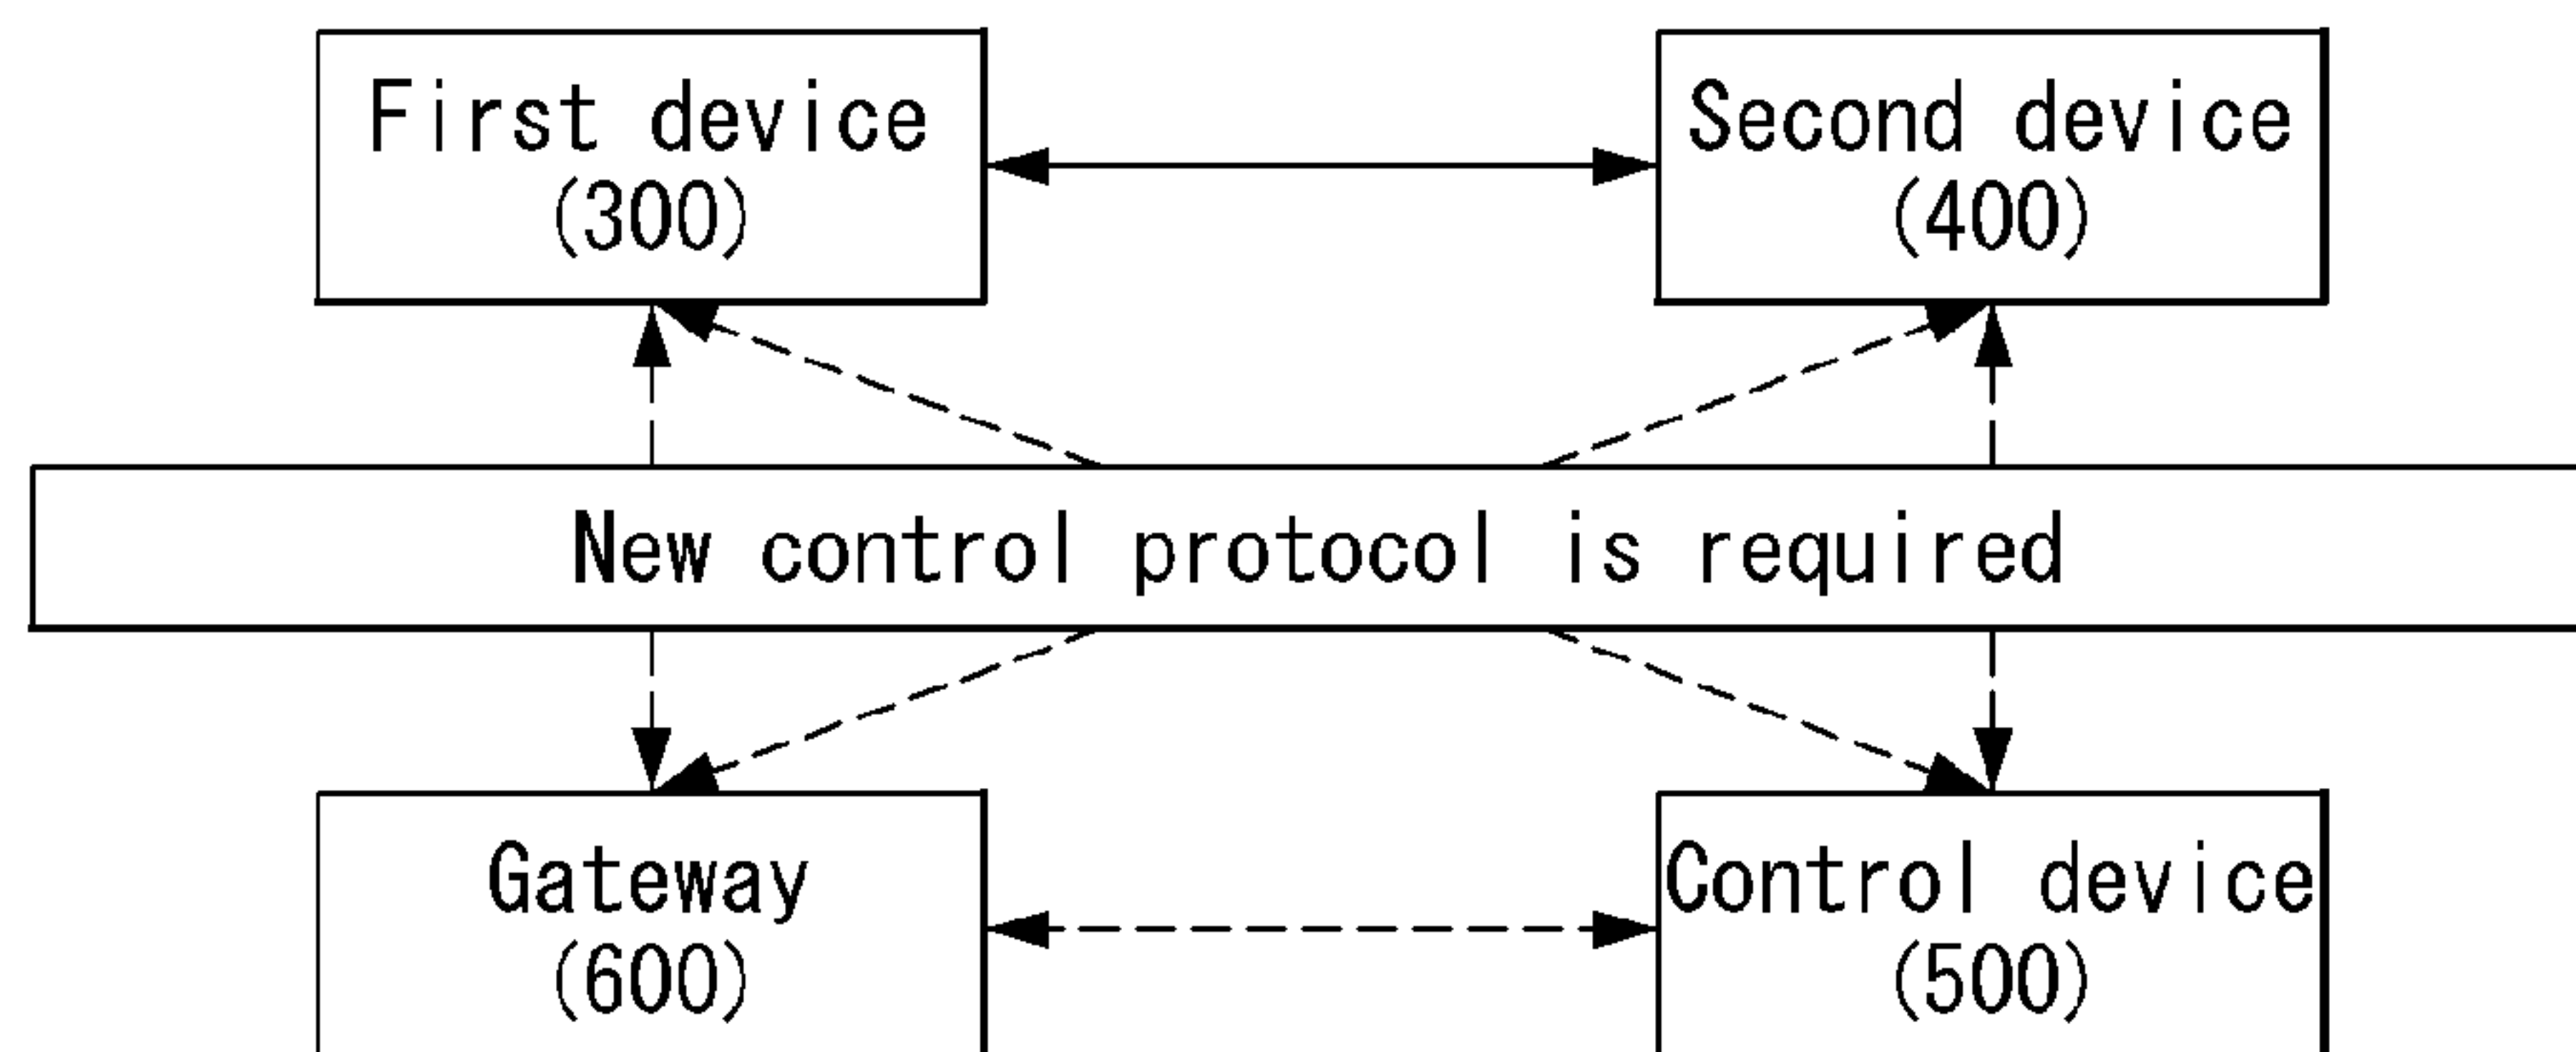 First device
(300)
Second device
(400)
New control protocol is required
Gateway
(600)
Control device
(500)